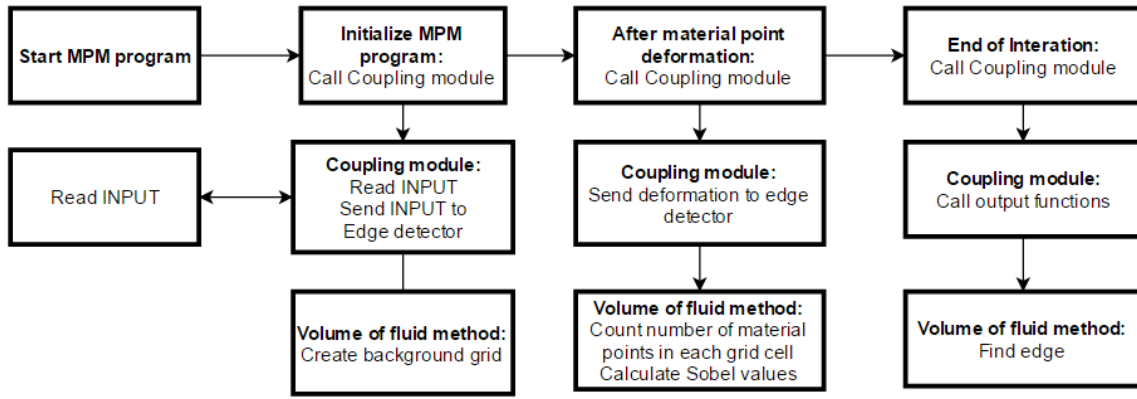 Start MPM program
Initialize MPM
program:
Call Coupling module
After material point
deformation:
Call Coupling module
End of Interation:
Call Coupling module
Read INPUT
Coupling module:
Read INPUT
Send INPUT to
Edge detector
Coupling module:
Send deformation to edge
detector
Coupling module:
Call output functions
Volume of fluid method:
Create background grid
Volume of fluid method:
Count number of material
points in each grid cell
Calculate Sobel values
Volume of fluid method:
Find edge